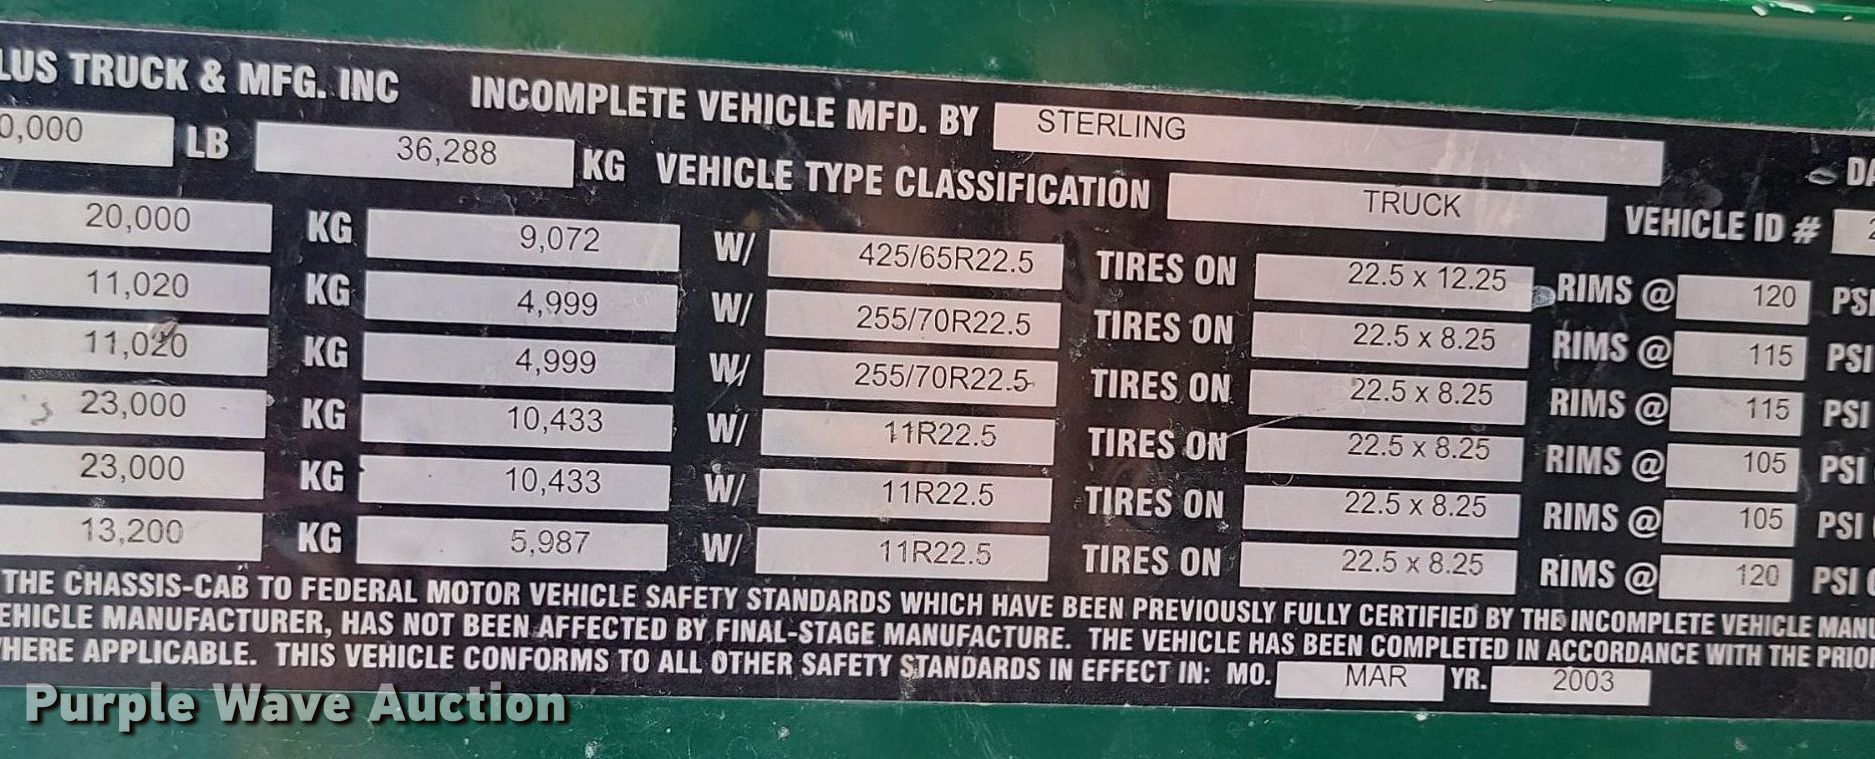 LUS TRUCK & MFG. INC INCOMPLETE VEHICLE MFD. BY STERLING
0,000 LB 36,288 KG VEHICLE TYPE CLASSIFICATION TRUCK VEHICLE ID #
20,000 KG 9,072 W/ 425/65R22.5 TIRES ON 22.5 x 12.25 RIMS @ 120 PSI
11,020 KG 4,999 W/ 255/70R22.5 TIRES ON 22.5 x 8.25 RIMS @ 115 PSI
11,020 KG 4,999 W/ 255/70R22.5 TIRES ON 22.5 x 8.25 RIMS @ 115 PSI
23,000 KG 10,433 W/ 11R22.5 TIRES ON 22.5 x 8.25 RIMS @ 105 PSI
23,000 KG 10,433 W/ 11R22.5 TIRES ON 22.5 x 8.25 RIMS @ 105 PSI
13,200 KG 5,987 W/ 11R22.5 TIRES ON 22.5 x 8.25 RIMS @ 120 PSI
THE CHASSIS-CAB TO FEDERAL MOTOR VEHICLE SAFETY STANDARDS WHICH HAVE BEEN PREVIOUSLY FULLY CERTIFIED BY THE INCOMPLETE VEHICLE MAN
EHICLE MANUFACTURER, HAS NOT BEEN AFFECTED BY FINAL-STAGE MANUFACTURE. THE VEHICLE HAS BEEN COMPLETED IN ACCORDANCE WITH THE PRIO
HERE APPLICABLE. THIS VEHICLE CONFORMS TO ALL OTHER SAFETY STANDARDS IN EFFECT IN: MO. MAR YR. 2003
Purple Wave Auction